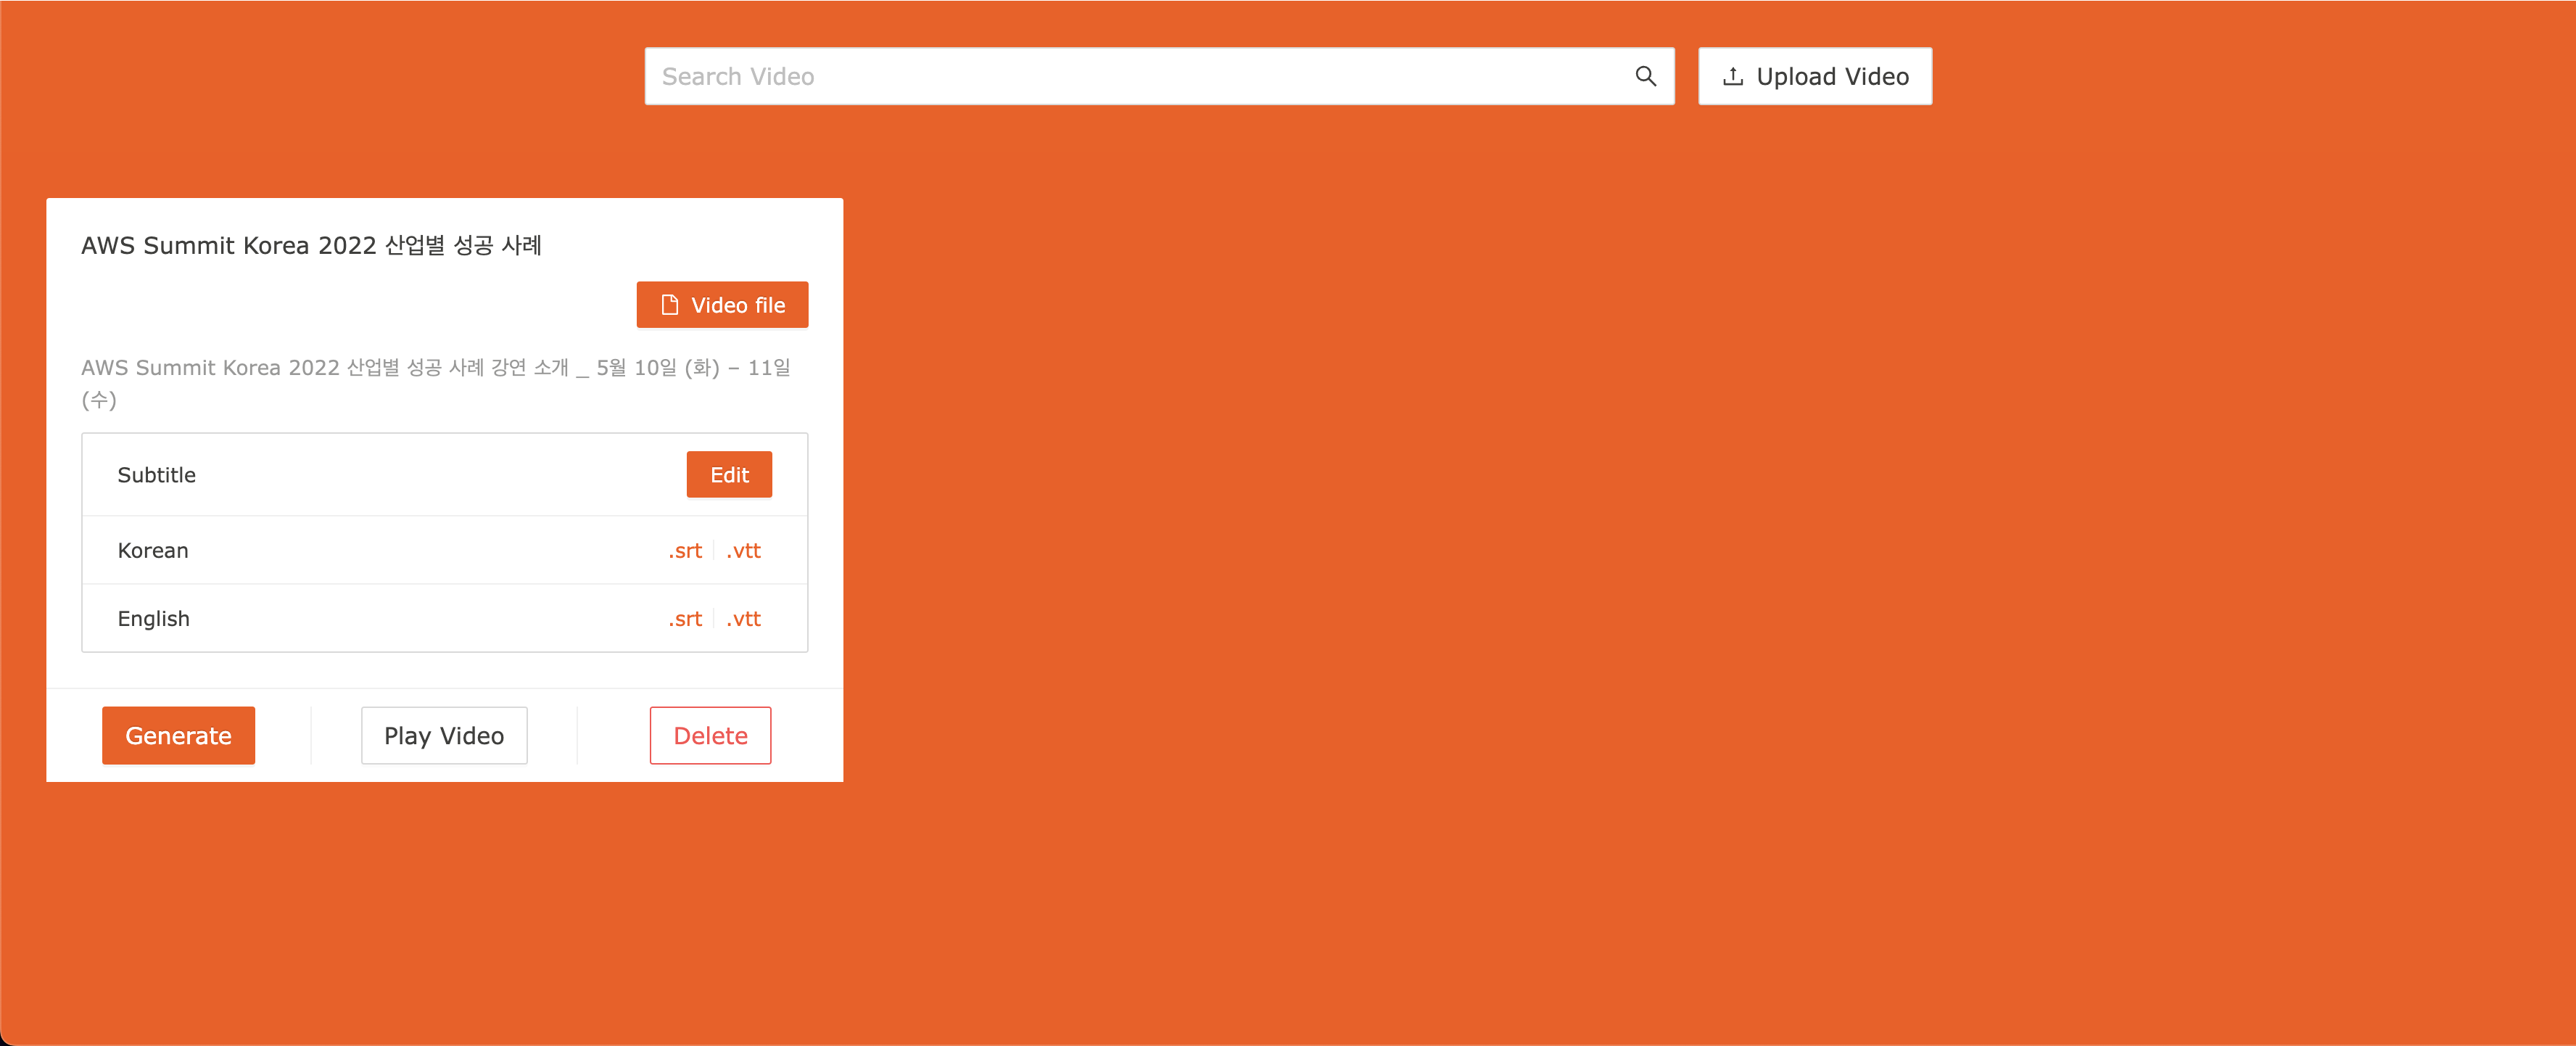 Search Video
Upload Video
AWS Summit Korea 2022 산업별 성공 사례
Video file
AWS Summit Korea 2022 산업별 성공 사례 강연 소개 _ 5월 10일 (화) – 11일
(수)
Subtitle
Edit
Korean
.srt .vtt
English
.srt .vtt
Generate
Play Video
Delete